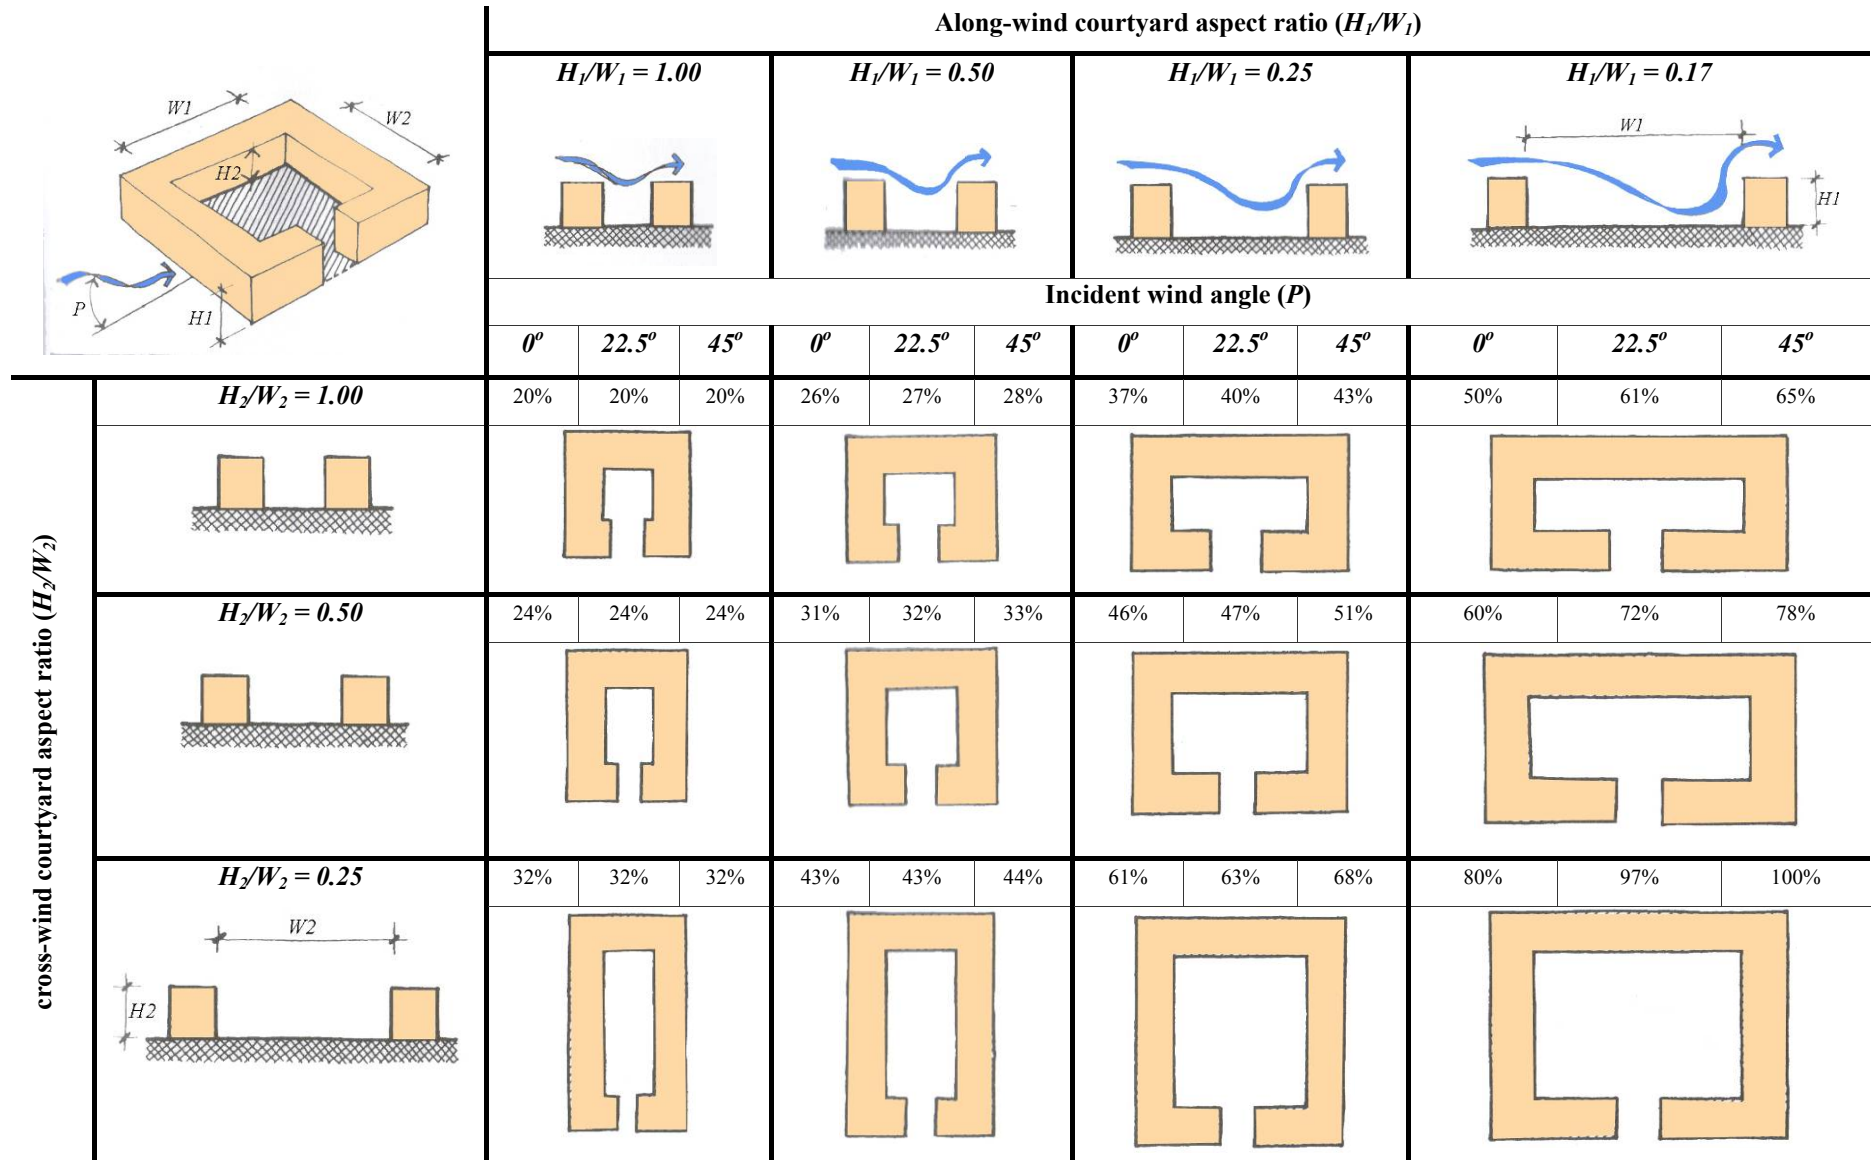 Along-wind courtyard aspect ratio (H₁/W₁)
H₁/W₁ = 1.00 H₁/W₁ = 0.50 H₁/W₁ = 0.25 H₁/W₁ = 0.17
W1
W2
H2
P
H1
W1
H1
Incident wind angle (P)
0° 22.5° 45° 0° 22.5° 45° 0° 22.5° 45° 0° 22.5° 45°
cross-wind courtyard aspect ratio (H₂/W₂)
H₂/W₂ = 1.00 20% 20% 20% 26% 27% 28% 37% 40% 43% 50% 61% 65%
H₂/W₂ = 0.50 24% 24% 24% 31% 32% 33% 46% 47% 51% 60% 72% 78%
H₂/W₂ = 0.25 32% 32% 32% 43% 43% 44% 61% 63% 68% 80% 97% 100%
W2
H2